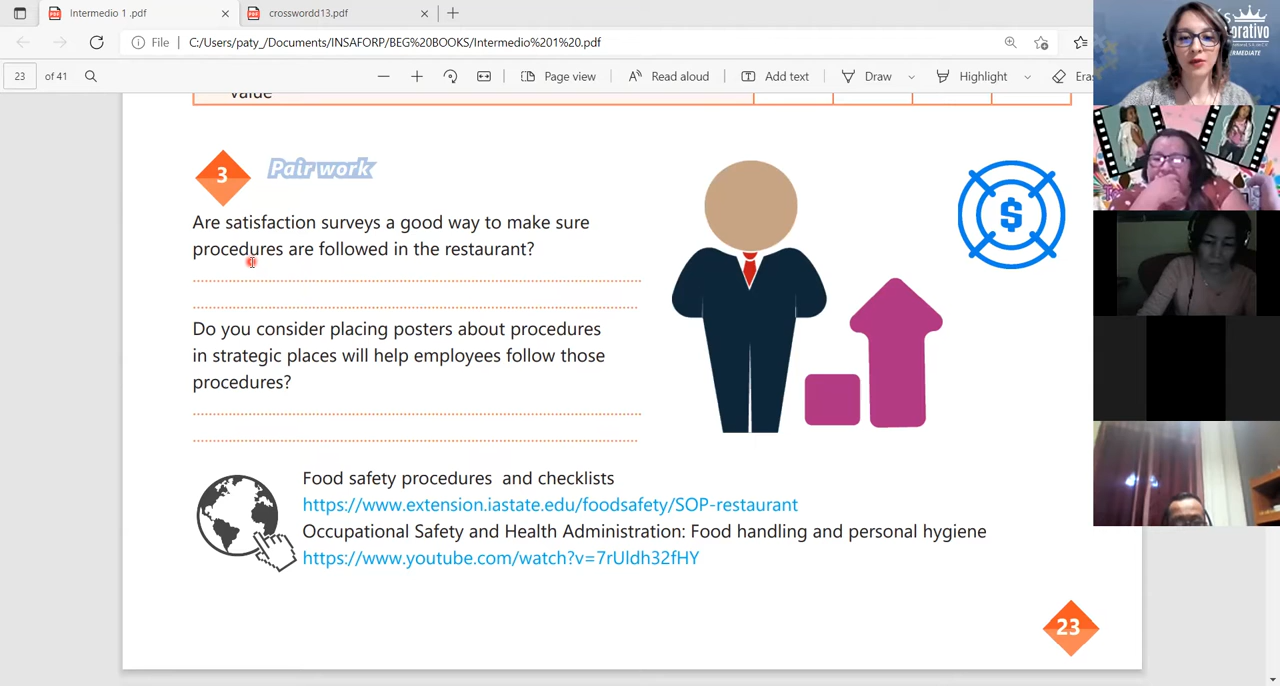 Intermedio 1 .pdf
crosswordd13.pdf
File
C:/Users/paty_/Documents/INSAFORP/BEG%20BOOKS/Intermedio%201%20.pdf
23
of 41
Page view
Read aloud
Add text
Draw
Highlight
value
3
Pair work
Are satisfaction surveys a good way to make sure
procedures are followed in the restaurant?
Do you consider placing posters about procedures
in strategic places will help employees follow those
procedures?
$
Food safety procedures and checklists
https://www.extension.iastate.edu/foodsafety/SOP-restaurant
Occupational Safety and Health Administration: Food handling and personal hygiene
https://www.youtube.com/watch?v=7rUldh32fHY
23